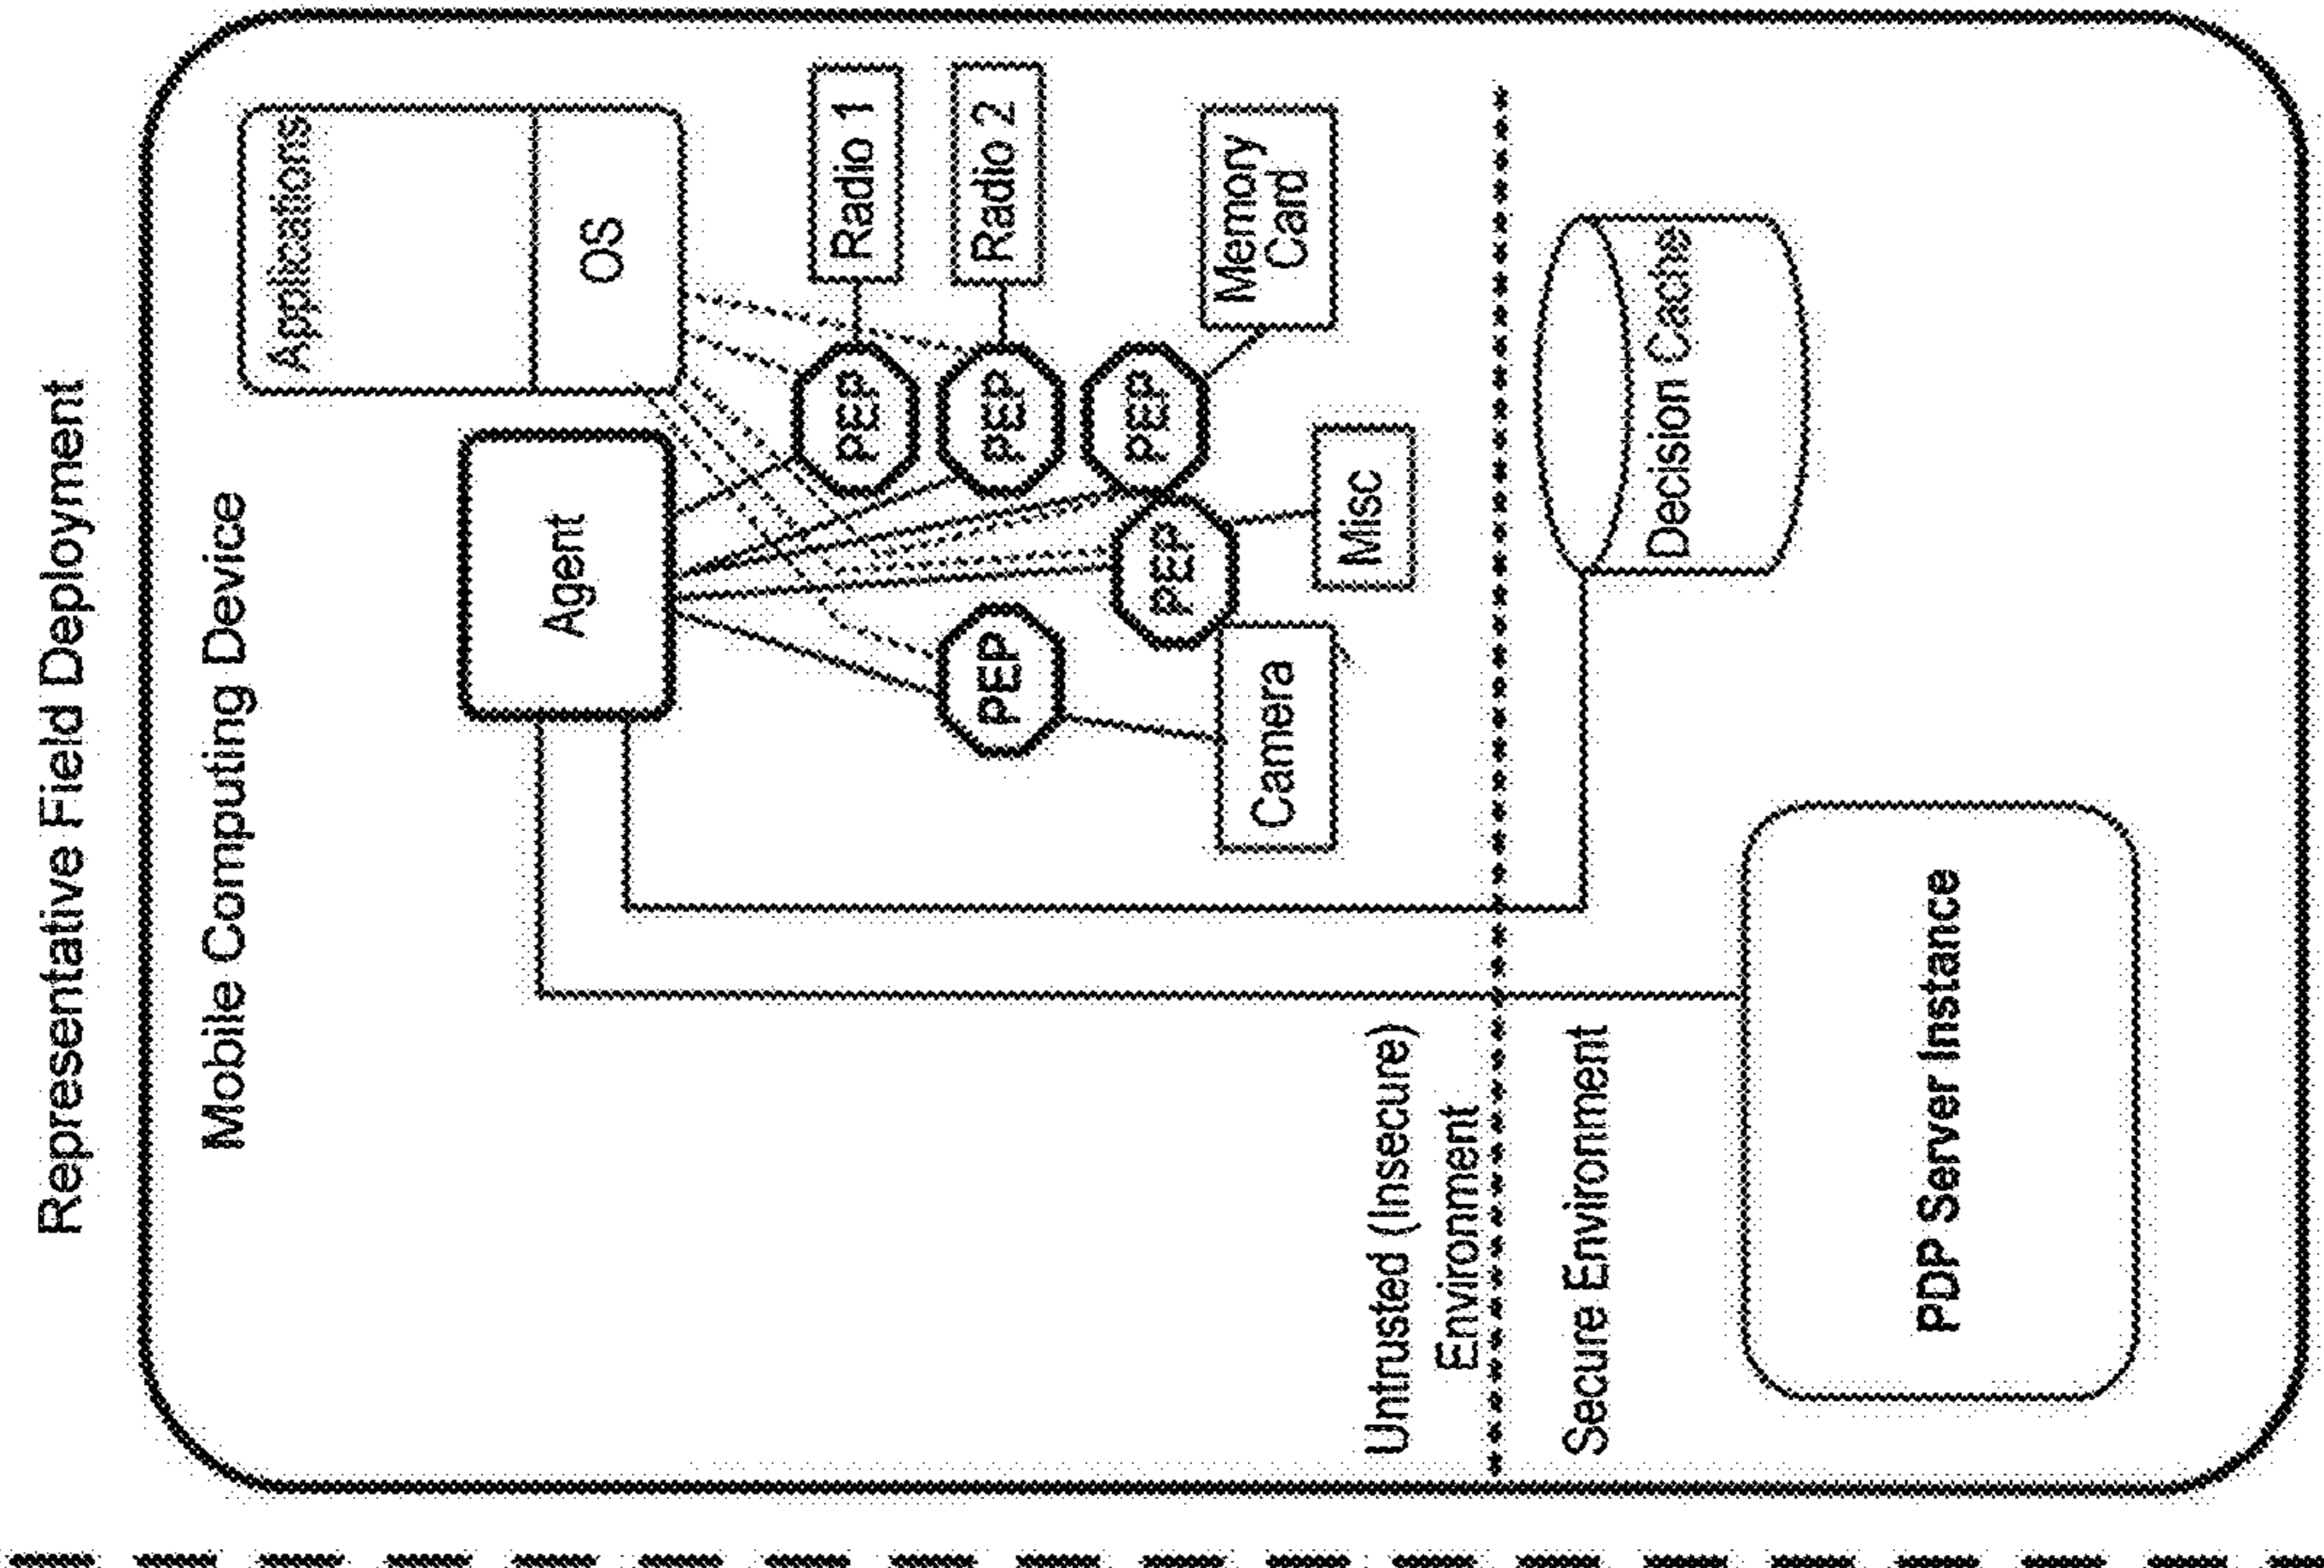 Representative Field Deployment
Mobile Computing Device
Applications
OS
Agent
PEP
Radio 1
PEP
Radio 2
PEP
Memory
Card
PEP
Misc
PEP
Camera
Untrusted (Insecure)
Environment
Secure Environment
Decision Cache
PDP Server Instance